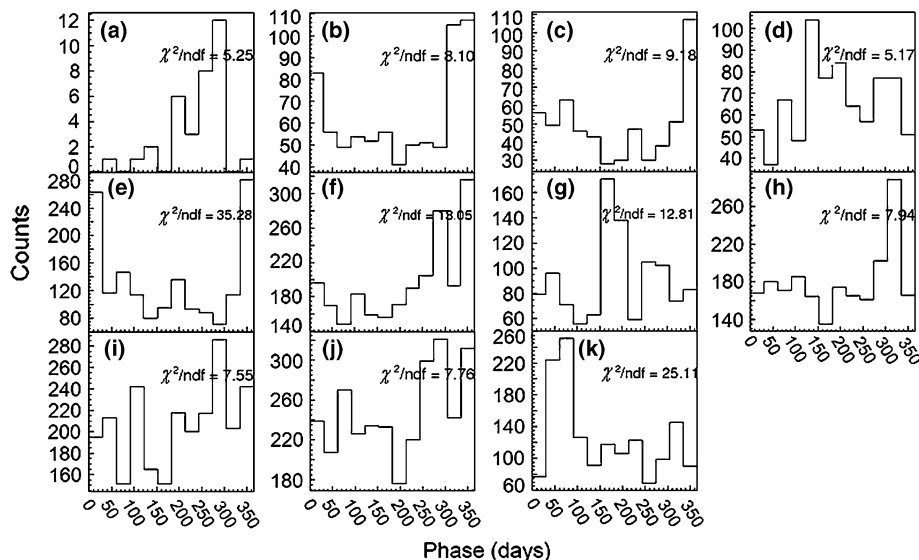 (a) (b) (c) (d)
χ²/ndf = 5.25 χ²/ndf = 8.10 χ²/ndf = 9.18 χ²/ndf = 5.17
12 10 8 6 4 2 0
110 100 90 80 70 60 50 40
110 100 90 80 70 60 50 40 30
100 90 80 70 60 50 40
(e) (f) (g) (h)
χ²/ndf = 35.28 χ²/ndf = 18.05 χ²/ndf = 12.81 χ²/ndf = 7.94
280 240 200 160 120 80
300 260 220 180 140
160 140 120 100 80 60
280 260 240 220 200 180 160 140
(i) (j) (k)
χ²/ndf = 7.55 χ²/ndf = 7.76 χ²/ndf = 25.11
280 260 240 220 200 180 160
320 300 260 220 180
260 220 180 140 100 60
0 50 100 150 200 250 300 350
0 50 100 150 200 250 300 350
0 50 100 150 200 250 300 350
0 50 100 150 200 250 300 350
Counts
Phase (days)